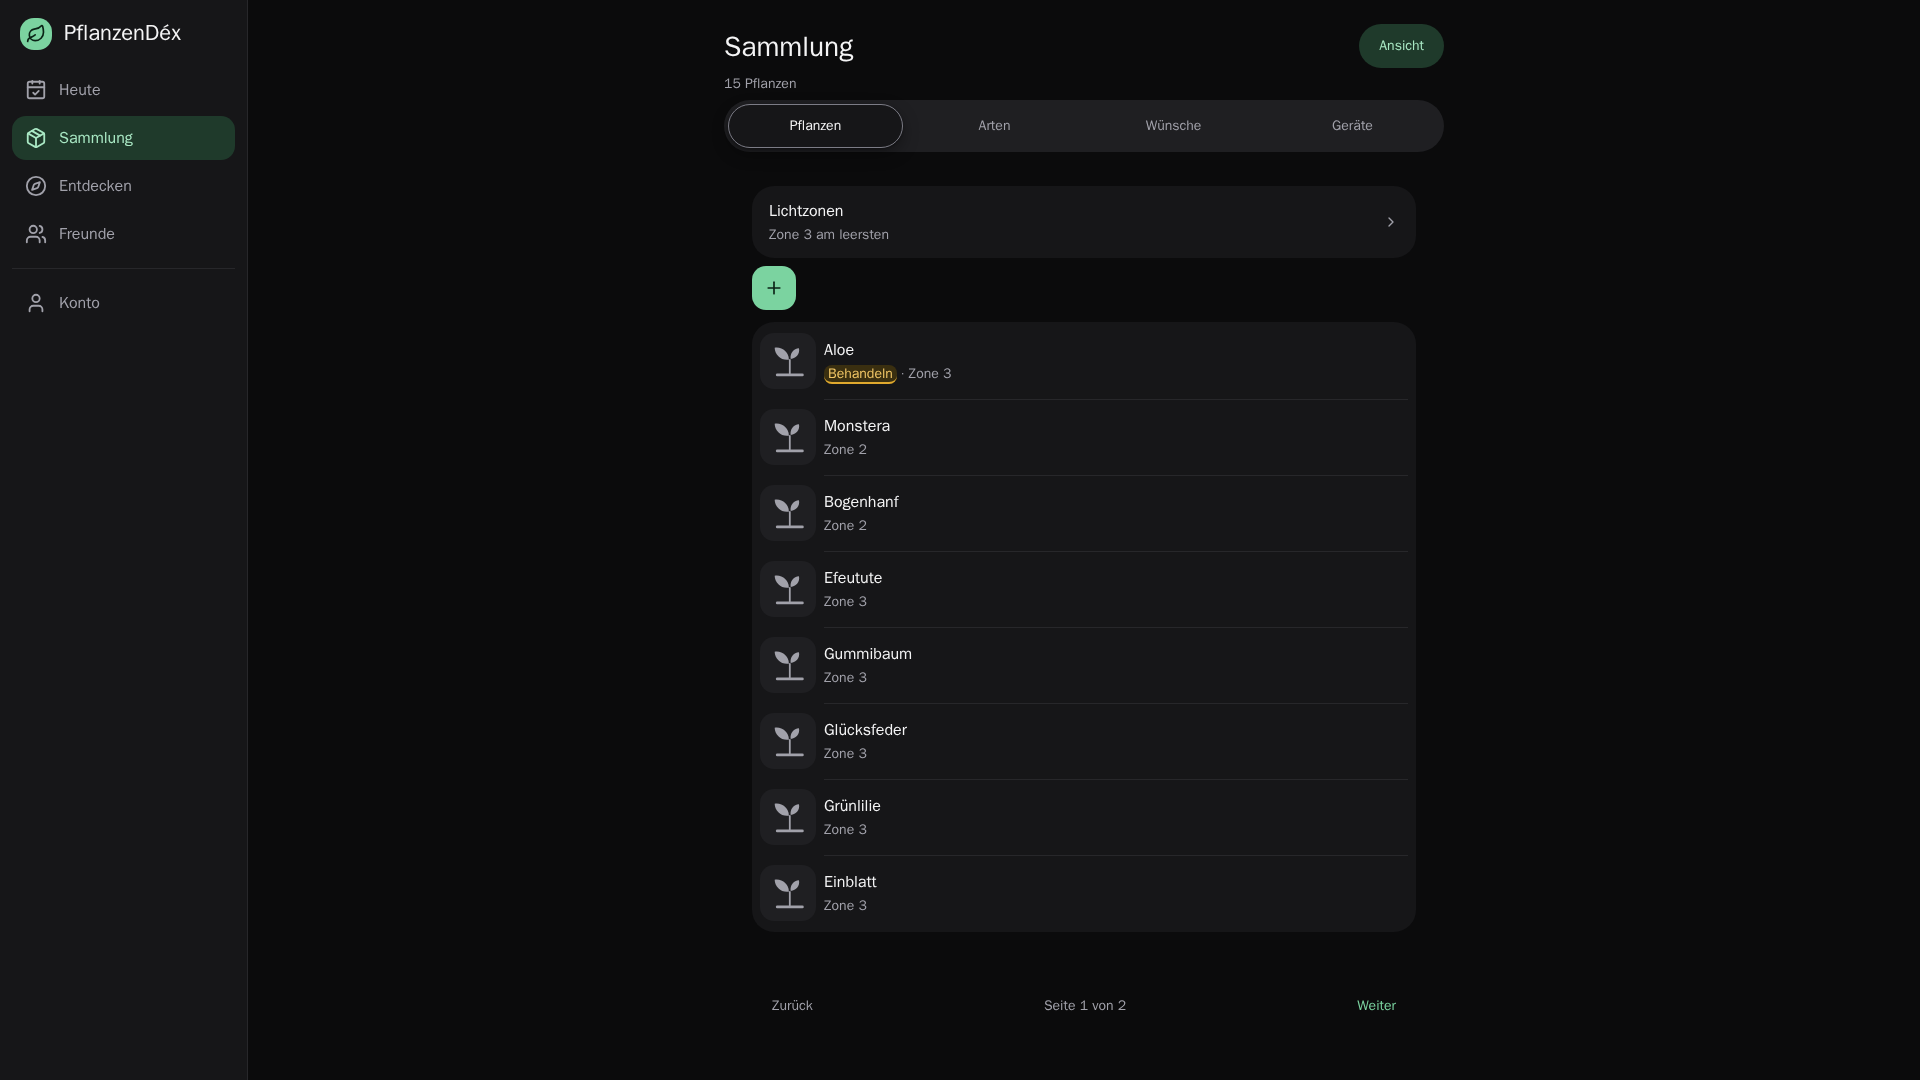 PflanzenDéx
Heute
Sammlung
Entdecken
Freunde
Konto
Sammlung
Ansicht
15 Pflanzen
Pflanzen
Arten
Wünsche
Geräte
Lichtzonen
Zone 3 am leersten
Aloe
Behandeln · Zone 3
Monstera
Zone 2
Bogenhanf
Zone 2
Efeutute
Zone 3
Gummibaum
Zone 3
Glücksfeder
Zone 3
Grünlilie
Zone 3
Einblatt
Zone 3
Zurück
Seite 1 von 2
Weiter